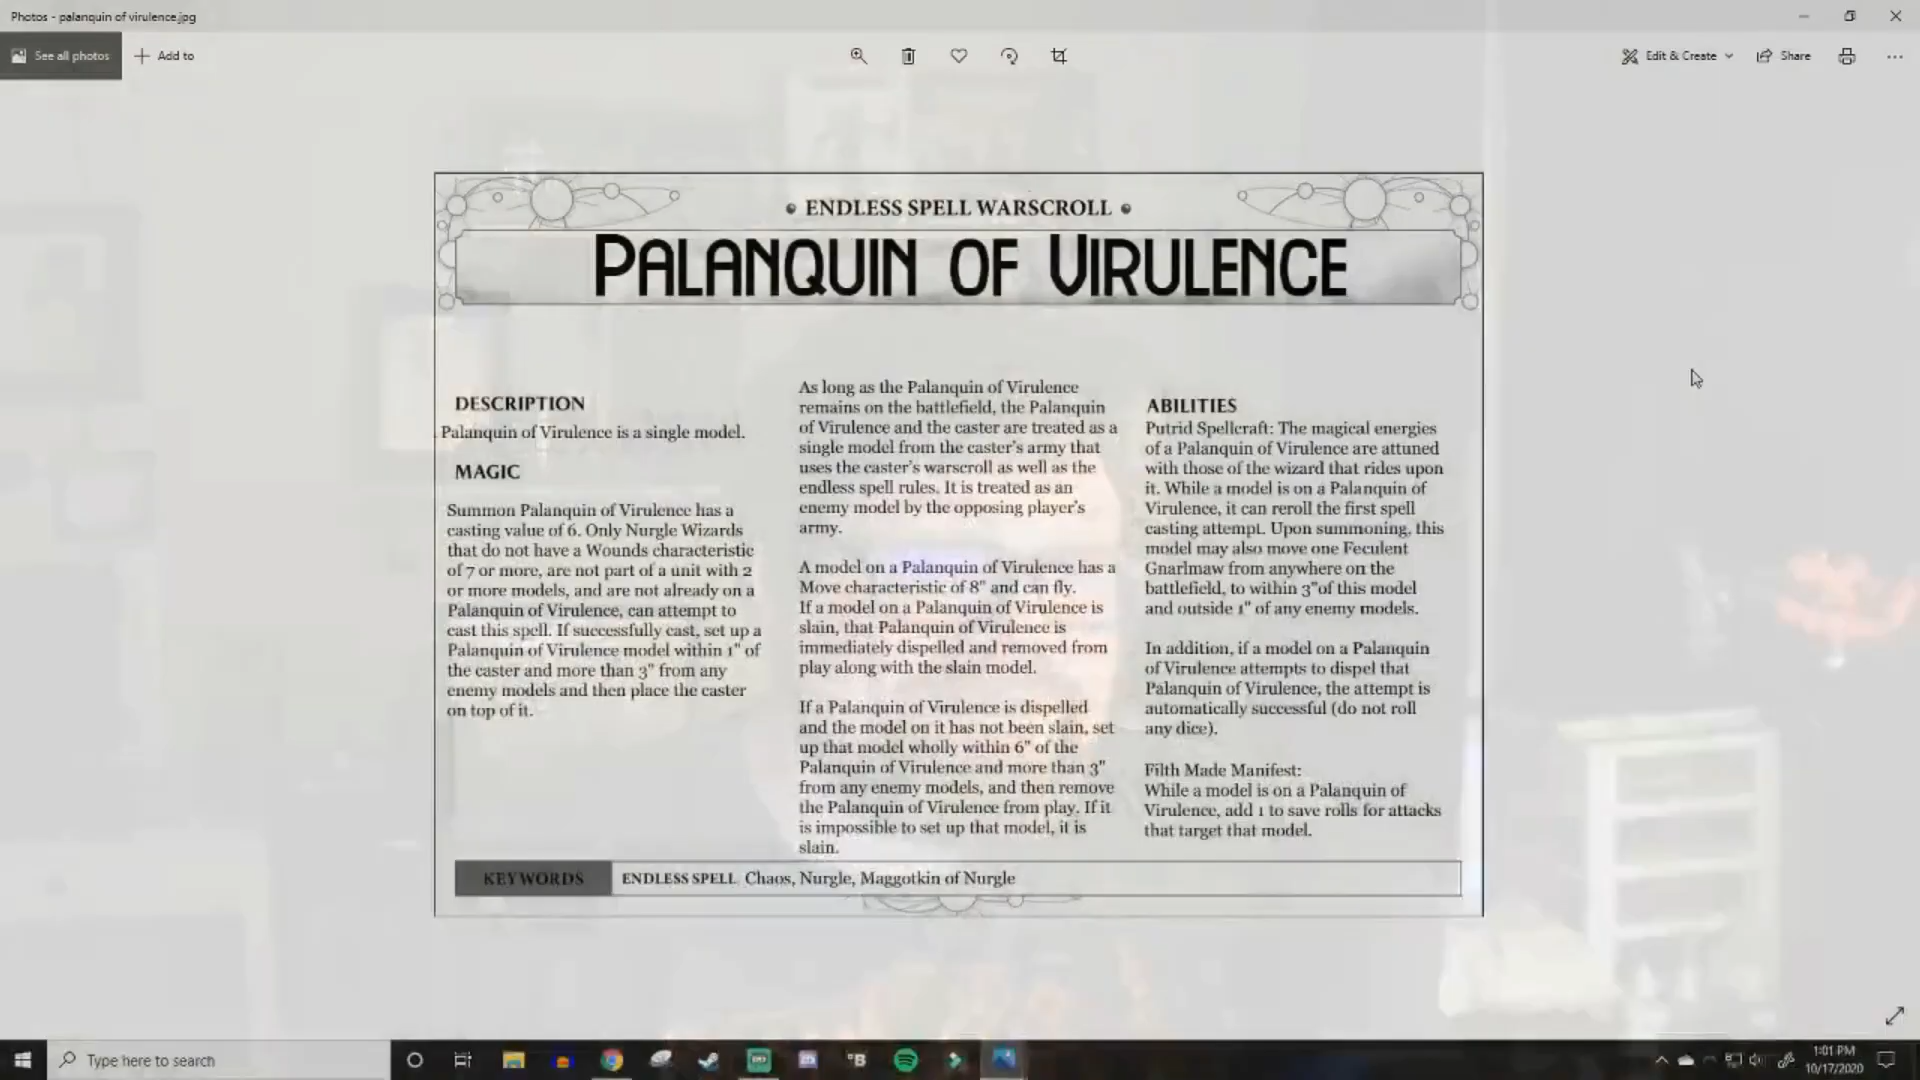 Photos - palanquin of virulence.jpg
See all photos
Add to
Edit & Create
Share
ENDLESS SPELL WARSCROLL
PALANQUIN OF VIRULENCE
DESCRIPTION
Palanquin of Virulence is a single model.
MAGIC
Summon Palanquin of Virulence has a
casting value of 6. Only Nurgle Wizards
that do not have a Wounds characteristic
of 7 or more, are not part of a unit with 2
or more models, and are not already on a
Palanquin of Virulence, can attempt to
cast this spell. If successfully cast, set up a
Palanquin of Virulence model within 1" of
the caster and more than 3" from any
enemy models and then place the caster
on top of it.
As long as the Palanquin of Virulence
remains on the battlefield, the Palanquin
of Virulence and the caster are treated as a
single model from the caster's army that
uses the caster's warscroll as well as the
endless spell rules. It is treated as an
enemy model by the opposing player's
army.
A model on a Palanquin of Virulence has a
Move characteristic of 8" and can fly.
If a model on a Palanquin of Virulence is
slain, that Palanquin of Virulence is
immediately dispelled and removed from
play along with the slain model.
If a Palanquin of Virulence is dispelled
and the model on it has not been slain, set
up that model wholly within 6" of the
Palanquin of Virulence and more than 3"
from any enemy models, and then remove
the Palanquin of Virulence from play. If it
is impossible to set up that model, it is
slain.
ABILITIES
Putrid Spellcraft: The magical energies
of a Palanquin of Virulence are attuned
with those of the wizard that rides upon
it. While a model is on a Palanquin of
Virulence, it can reroll the first spell
casting attempt. Upon summoning, this
model may also move one Feculent
Gnarlmaw from anywhere on the
battlefield, to within 3"of this model
and outside 1" of any enemy models.
In addition, if a model on a Palanquin
of Virulence attempts to dispel that
Palanquin of Virulence, the attempt is
automatically successful (do not roll
any dice).
Filth Made Manifest:
While a model is on a Palanquin of
Virulence, add 1 to save rolls for attacks
that target that model.
KEYWORDS
ENDLESS SPELL Chaos, Nurgle, Maggotkin of Nurgle
Type here to search
1:01 PM
10/17/2020